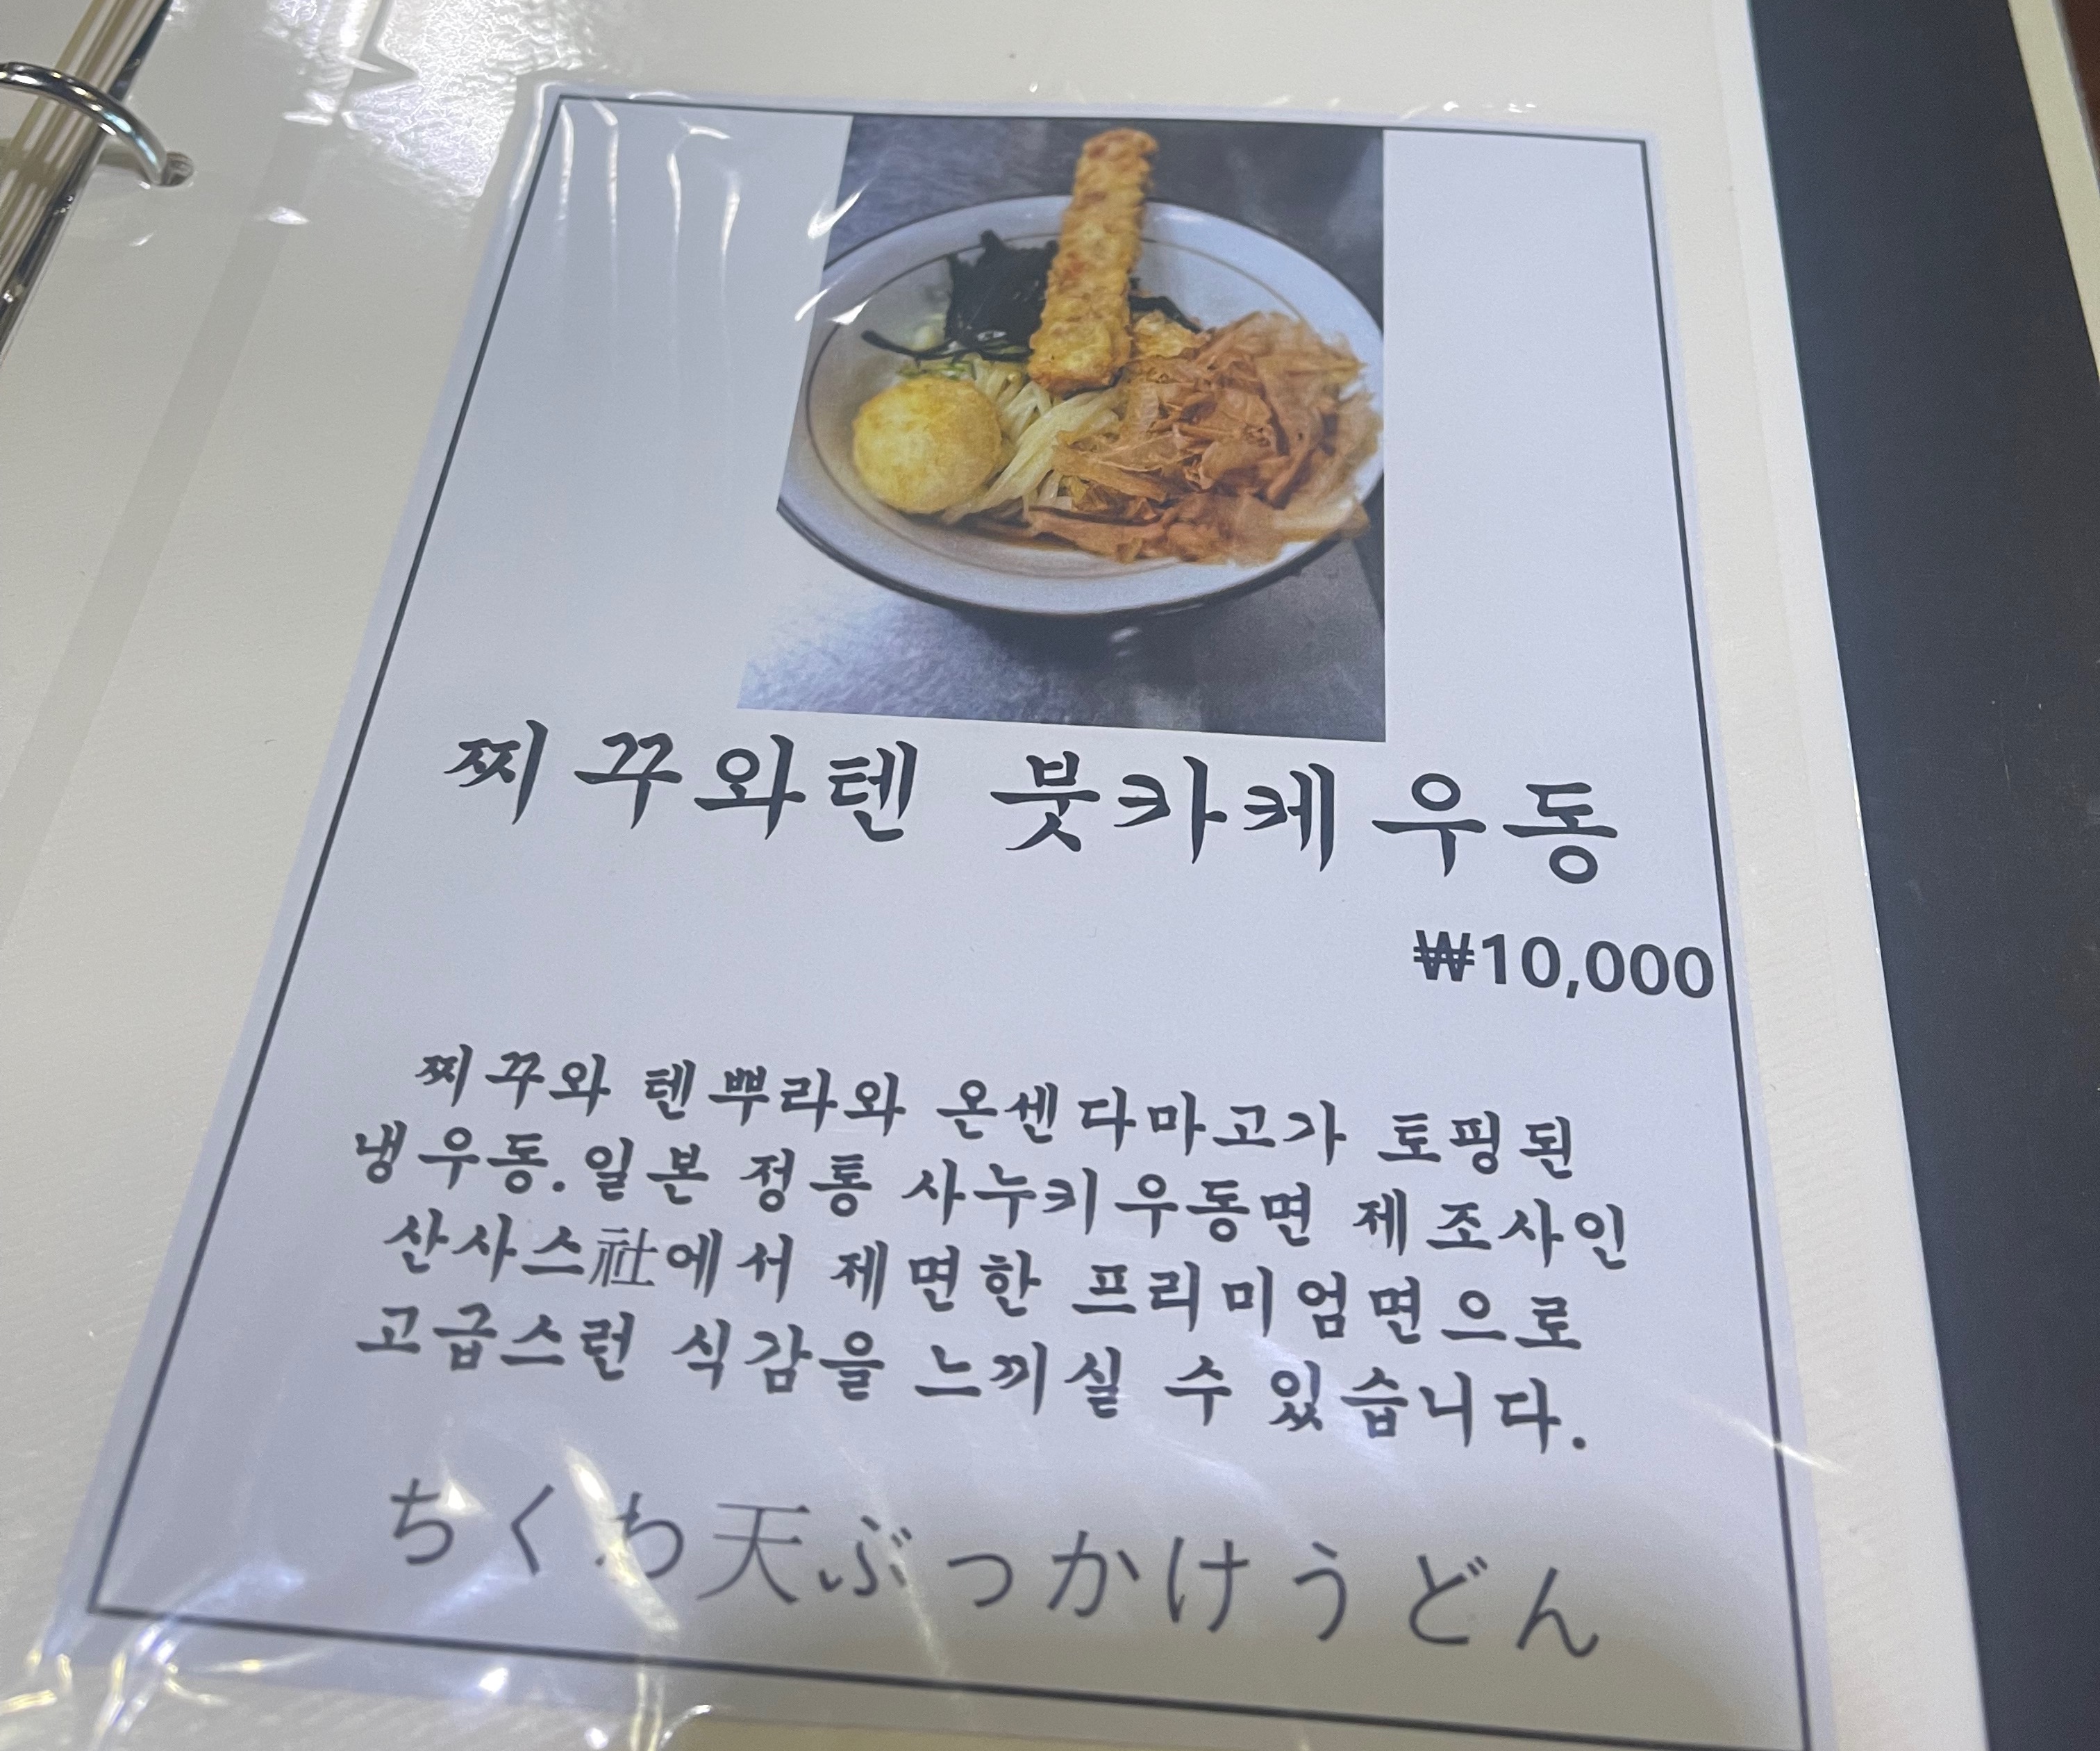 찌꾸와텐 붓카케우동
₩10,000
찌꾸와 텐뿌라와 온센다마고가 토핑된
냉우동.일본 정통 사누키우동면 제조사인
산사스社에서 제면한 프리미엄면으로
고급스런 식감을 느끼실 수 있습니다.
ちくわ天ぶっかけうどん